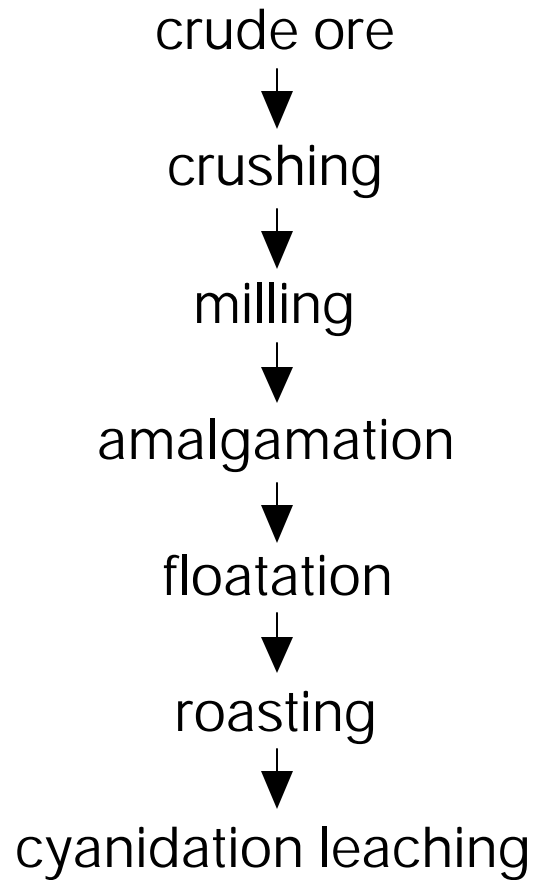 crude ore
crushing
milling
amalgamation
floatation
roasting
cyanidation leaching